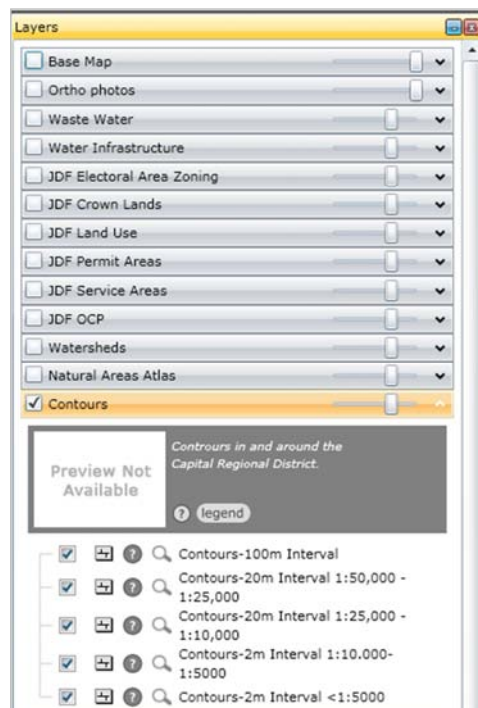 Layers
Base Map
Ortho photos
Waste Water
Water Infrastructure
JDF Electoral Area Zoning
JDF Crown Lands
JDF Land Use
JDF Permit Areas
JDF Service Areas
JDF OCP
Watersheds
Natural Areas Atlas
Contours
Preview Not
Available
Contrours in and around the
Capital Regional District.
? legend
? Contours-100m Interval
? Contours-20m Interval 1:50,000 -
1:25,000
? Contours-20m Interval 1:25,000 -
1:10,000
? Contours-2m Interval 1:10.000-
1:5000
? Contours-2m Interval <1:5000